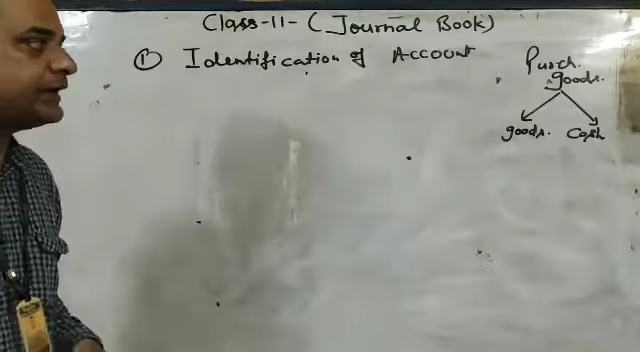 Class-11- (Journal Book)
① Identification of Account
Purch.
goods.
goods. Cash